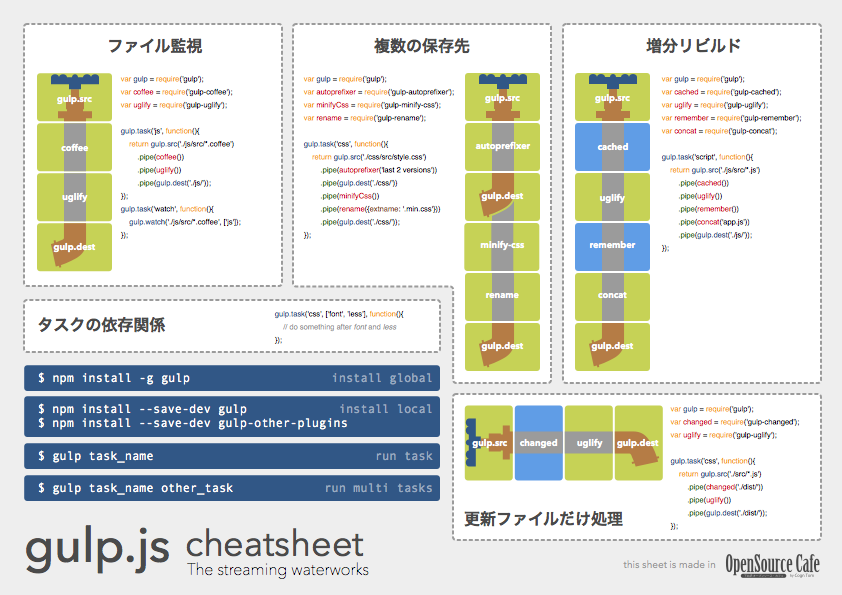 ファイル監視
gulp.src
coffee
uglify
gulp.dest
var gulp = require('gulp');
var coffee = require('gulp-coffee');
var uglify = require('gulp-uglify');
gulp.task('js', function(){
return gulp.src('./js/src/*.coffee')
.pipe(coffee())
.pipe(uglify())
.pipe(gulp.dest('./js/'));
});
gulp.task('watch', function(){
gulp.watch('./js/src/*.coffee', ['js']);
});
複数の保存先
var gulp = require('gulp');
var autoprefixer = require('gulp-autoprefixer');
var minifyCss = require('gulp-minify-css');
var rename = require('gulp-rename');
gulp.task('css', function(){
return gulp.src('./css/src/style.css')
.pipe(autoprefixer('last 2 versions'))
.pipe(gulp.dest('./css/'))
.pipe(minifyCss())
.pipe(rename({extname: '.min.css'}))
.pipe(gulp.dest('./css/'));
});
gulp.src
autoprefixer
gulp.dest
minify-css
rename
gulp.dest
増分リビルド
gulp.src
cached
uglify
remember
concat
gulp.dest
var gulp = require('gulp');
var cached = require('gulp-cached');
var uglify = require('gulp-uglify');
var remember = require('gulp-remember');
var concat = require('gulp-concat');
gulp.task('script', function(){
return gulp.src('./js/src/*.js')
.pipe(cached())
.pipe(uglify())
.pipe(remember())
.pipe(concat('app.js'))
.pipe(gulp.dest('./js/'));
});
タスクの依存関係
gulp.task('css', ['font', 'less'], function(){
// do something after font and less
});
$ npm install -g gulp install global
$ npm install --save-dev gulp install local
$ npm install --save-dev gulp-other-plugins
$ gulp task_name run task
$ gulp task_name other_task run multi tasks
gulp.src changed uglify gulp.dest
更新ファイルだけ処理
var gulp = require('gulp');
var changed = require('gulp-changed');
var uglify = require('gulp-uglify');
gulp.task('css', function(){
return gulp.src('./src/*.js')
.pipe(changed('./dist/'))
.pipe(uglify())
.pipe(gulp.dest('./dist/'));
});
gulp.js cheatsheet
The streaming waterworks
this sheet is made in OpenSource Cafe